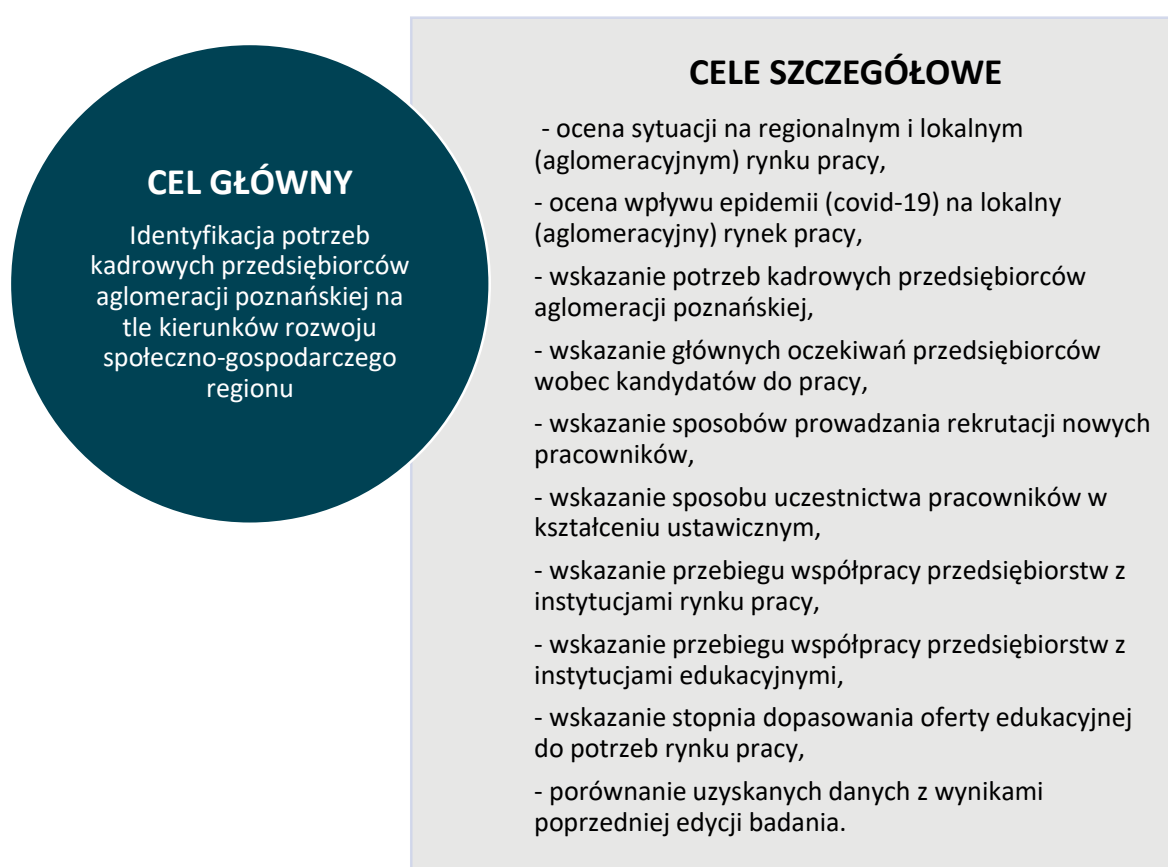 CEL GŁÓWNY
Identyfikacja potrzeb
kadrowych przedsiębiorców
aglomeracji poznańskiej na
tle kierunków rozwoju
społeczno-gospodarczego
regionu
CELE SZCZEGÓŁOWE
- ocena sytuacji na regionalnym i lokalnym
(aglomeracyjnym) rynku pracy,
- ocena wpływu epidemii (covid-19) na lokalny
(aglomeracyjny) rynek pracy,
- wskazanie potrzeb kadrowych przedsiębiorców
aglomeracji poznańskiej,
- wskazanie głównych oczekiwań przedsiębiorców
wobec kandydatów do pracy,
- wskazanie sposobów prowadzania rekrutacji nowych
pracowników,
- wskazanie sposobu uczestnictwa pracowników w
kształceniu ustawicznym,
- wskazanie przebiegu współpracy przedsiębiorstw z
instytucjami rynku pracy,
- wskazanie przebiegu współpracy przedsiębiorstw z
instytucjami edukacyjnymi,
- wskazanie stopnia dopasowania oferty edukacyjnej
do potrzeb rynku pracy,
- porównanie uzyskanych danych z wynikami
poprzedniej edycji badania.